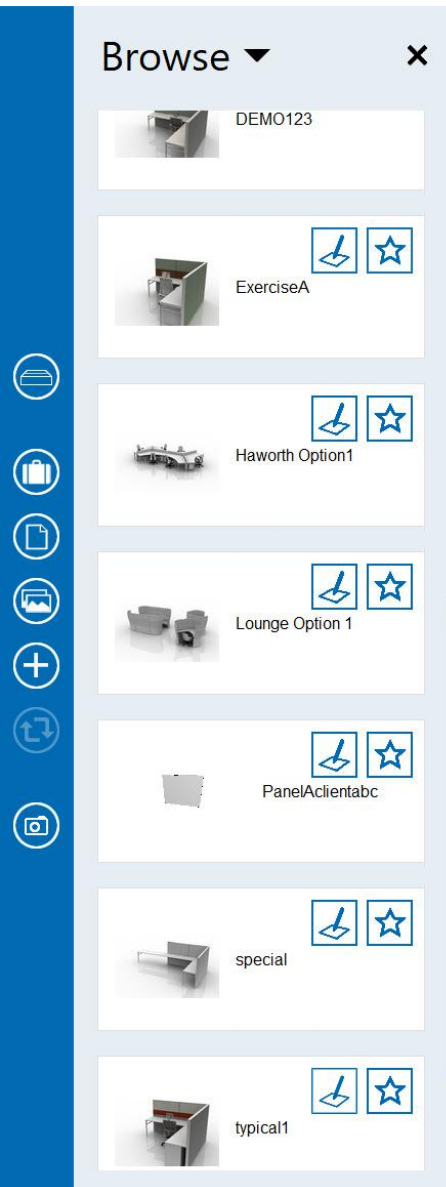 Browse
DEMO123
ExerciseA
Haworth Option1
Lounge Option 1
PanelAclientabc
special
typical1